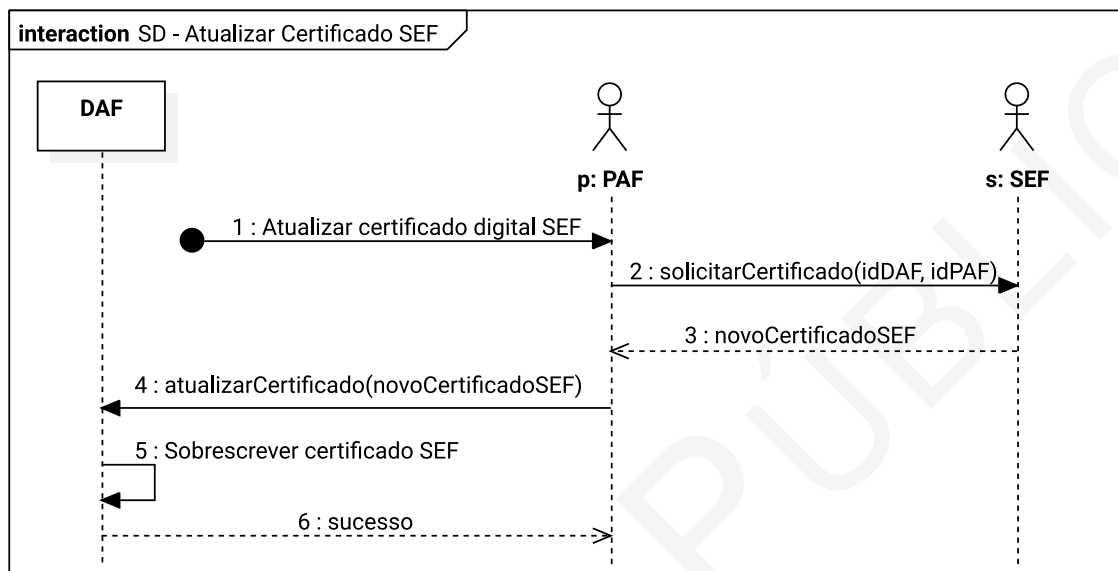 interaction SD - Atualizar Certificado SEF
DAF
p: PAF
s: SEF
1 : Atualizar certificado digital SEF
2 : solicitarCertificado(idDAF, idPAF)
3 : novoCertificadoSEF
4 : atualizarCertificado(novoCertificadoSEF)
5 : Sobrescrever certificado SEF
6 : sucesso
PÚBLIC